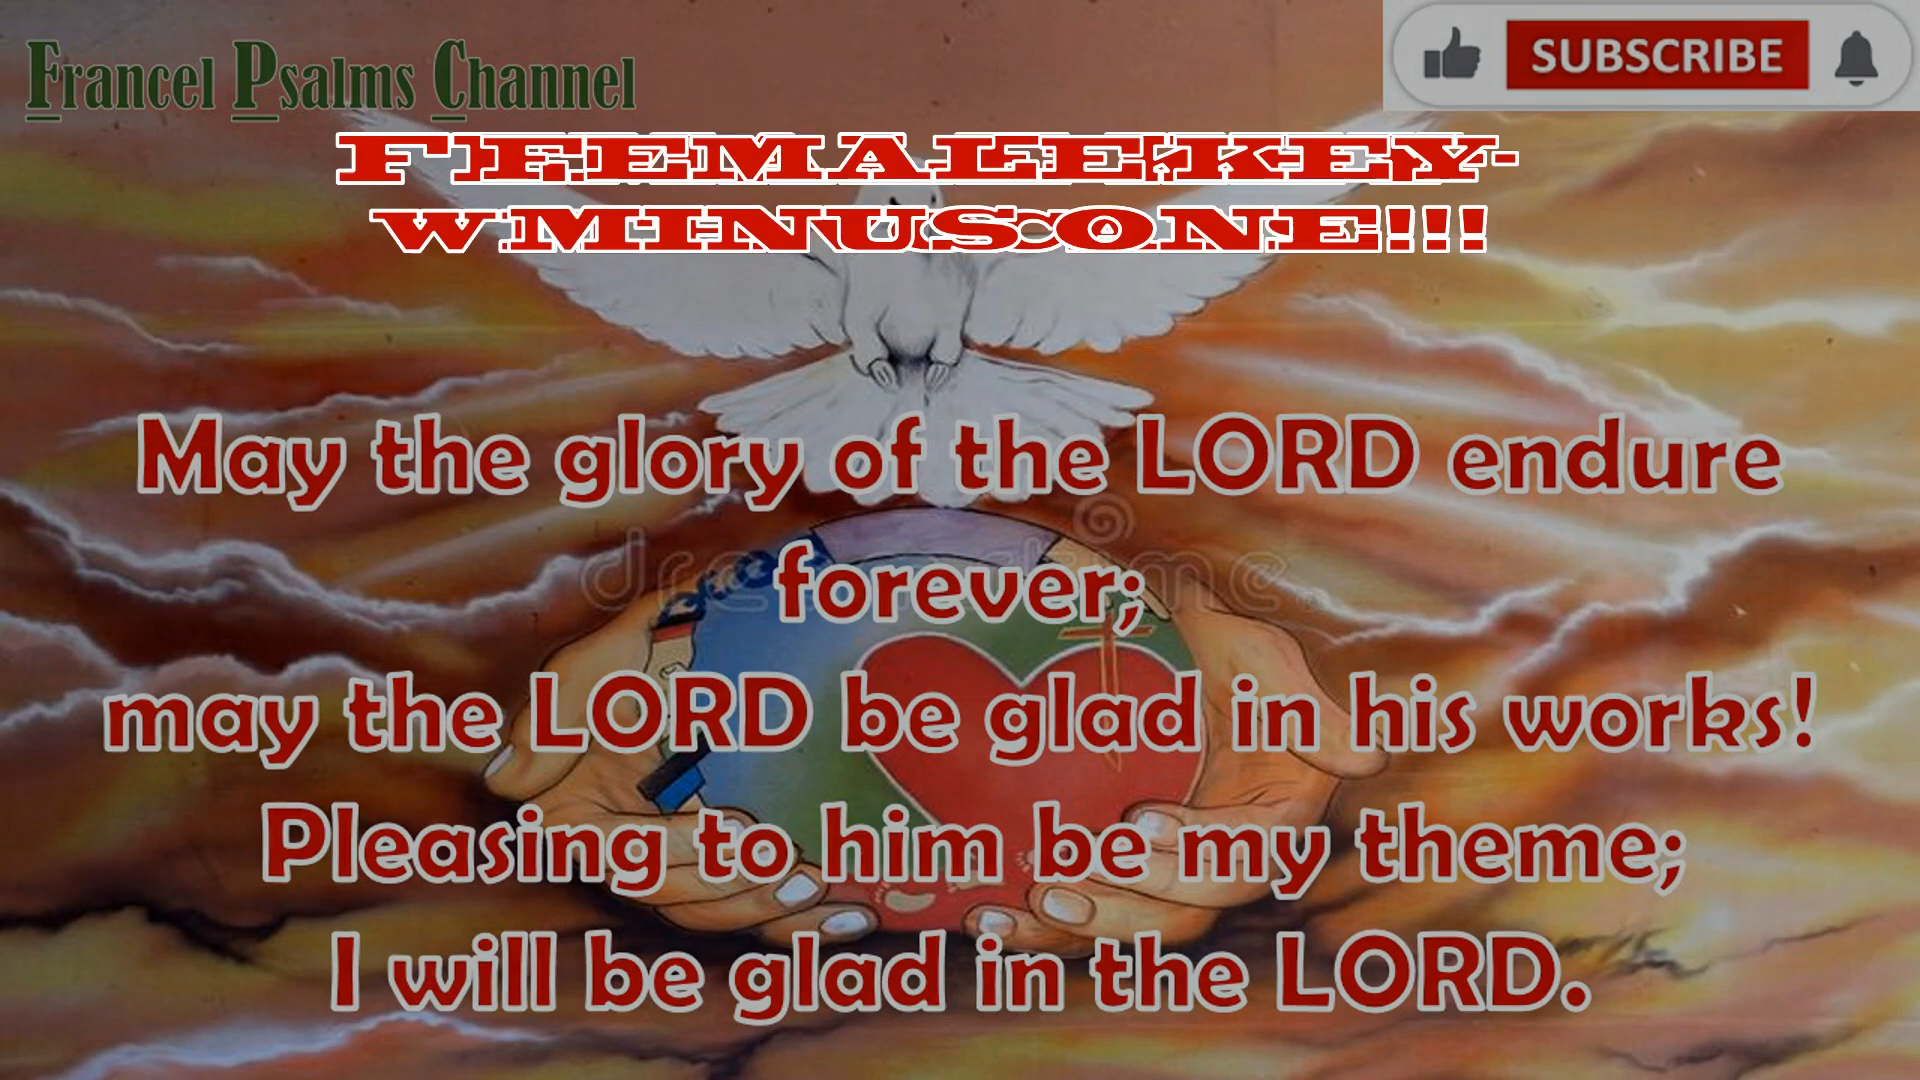 Francel Psalms Channel
SUBSCRIBE
FEMALE KEY-
MINUS ONE!!!
May the glory of the LORD endure
forever;
may the LORD be glad in his works!
Pleasing to him be my theme;
I will be glad in the LORD.